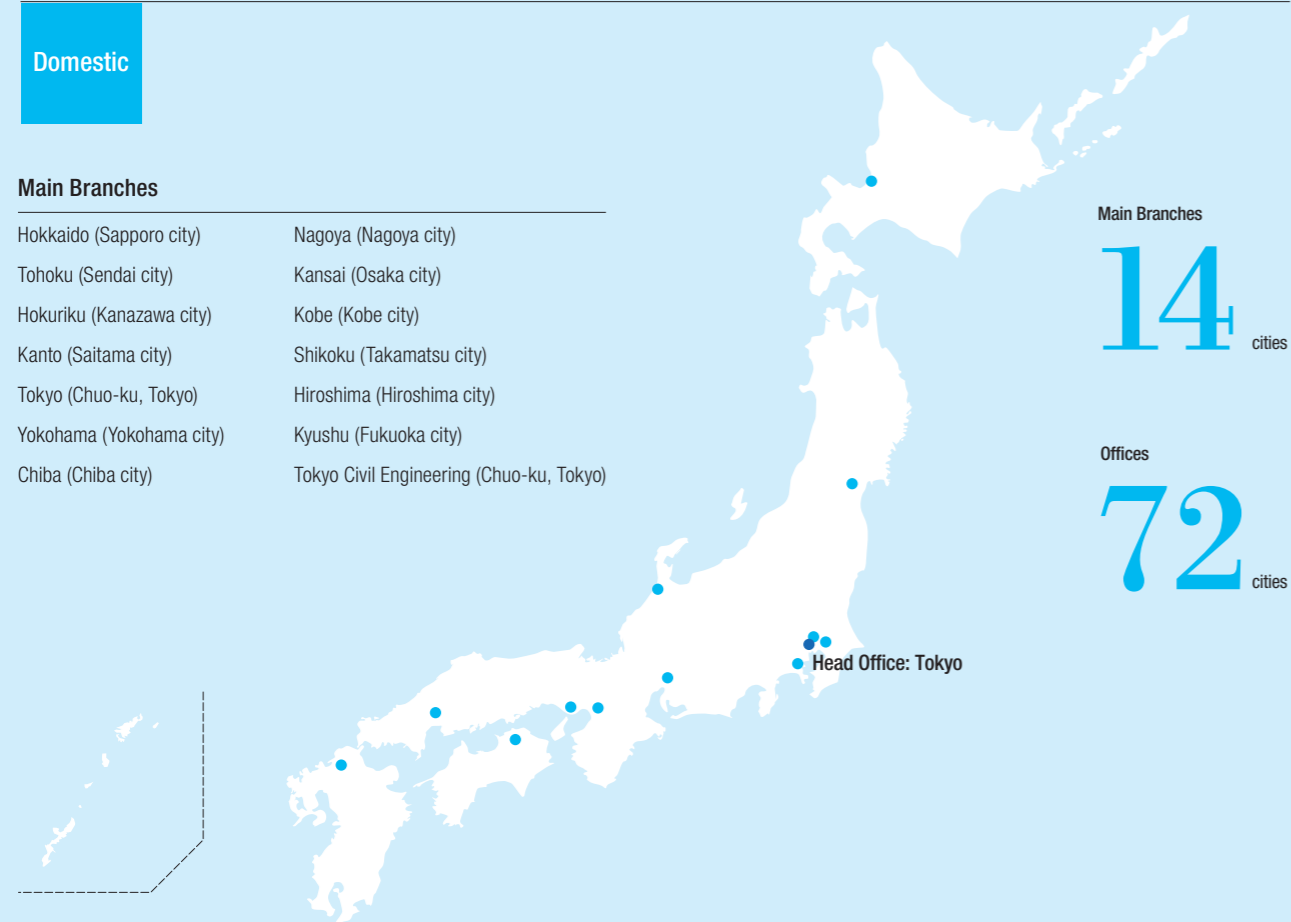 Domestic
Main Branches
Hokkaido (Sapporo city)
Tohoku (Sendai city)
Hokuriku (Kanazawa city)
Kanto (Saitama city)
Tokyo (Chuo-ku, Tokyo)
Yokohama (Yokohama city)
Chiba (Chiba city)
Nagoya (Nagoya city)
Kansai (Osaka city)
Kobe (Kobe city)
Shikoku (Takamatsu city)
Hiroshima (Hiroshima city)
Kyushu (Fukuoka city)
Tokyo Civil Engineering (Chuo-ku, Tokyo)
Main Branches
14 cities
Offices
72 cities
Head Office: Tokyo